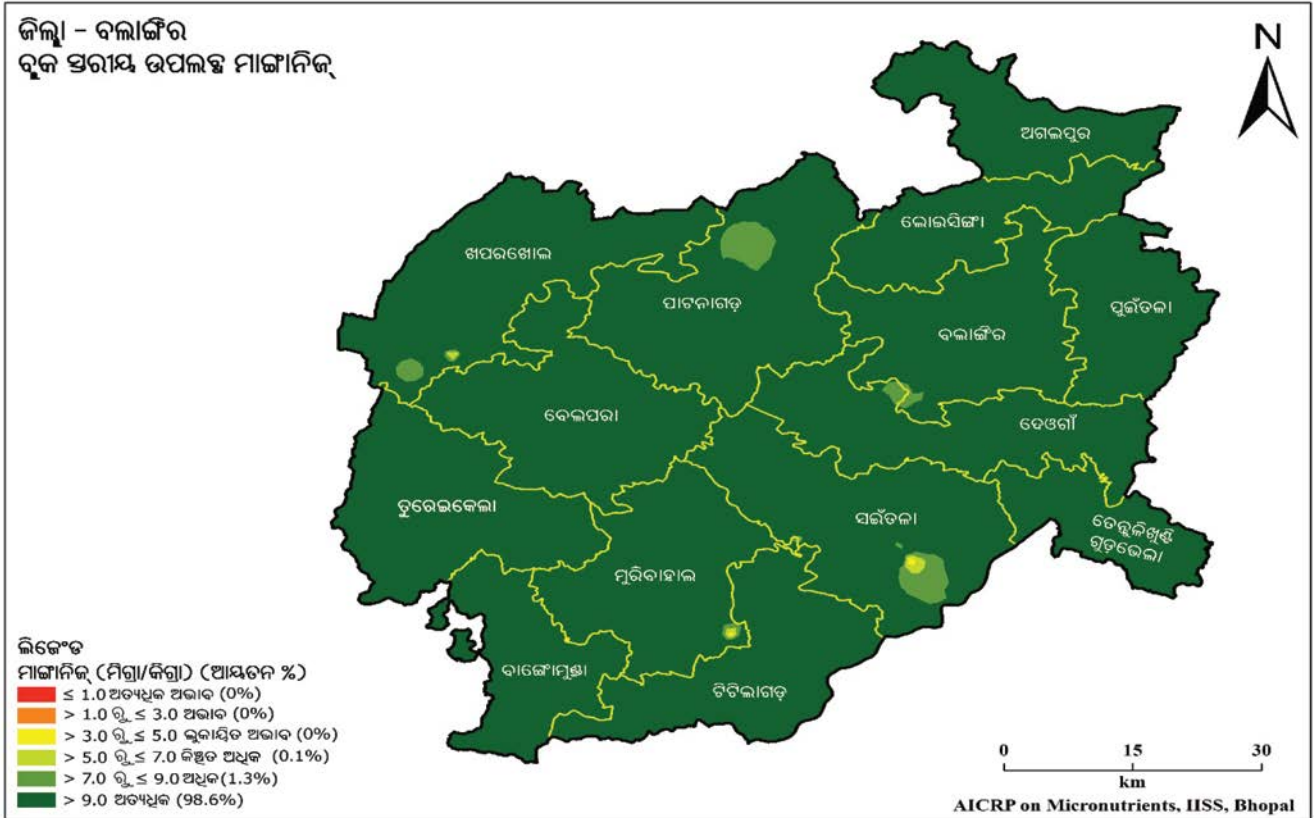 ଜିଲ୍ଲା - ବଲାଙ୍ଗିର
ବ୍ଲକ ସ୍ତରୀୟ ଉପଲବ୍ଧ ମାଙ୍ଗାନିଜ୍
N
ଅଗଲପୁର
ଲୋଇସିଙ୍ଗା
ଖପରଖୋଲ
ପାଟନାଗଡ଼
ପୁଇଁତଳା
ବଲାଙ୍ଗିର
ବେଲପରା
ଦେଓଗାଁ
ତୁରେଇକେଲା
ସଇଁତଳା
ତେନ୍ତୁଳିଖୁଣ୍ଟି
ଗୁଡ଼ଭେଲା
ମୁରିବାହାଲ
ବାଙ୍ଗୋମୁଣ୍ଡା
ଟିଟିଲାଗଡ଼
ଲିଜେଂଡ
ମାଙ୍ଗାନିଜ୍ (ମିଗ୍ରା/କିଗ୍ରା) (ଆୟତନ %)
≤ 1.0 ଅତ୍ୟଧିକ ଅଭାବ (0%)
> 1.0 ରୁ ≤ 3.0 ଅଭାବ (0%)
> 3.0 ରୁ ≤ 5.0 ଲୁକାୟିତ ଅଭାବ (0%)
> 5.0 ରୁ ≤ 7.0 କିଞ୍ଚିତ ଅଧିକ (0.1%)
> 7.0 ରୁ ≤ 9.0 ଅଧିକ (1.3%)
> 9.0 ଅତ୍ୟଧିକ (98.6%)
0 15 30
km
AICRP on Micronutrients, IISS, Bhopal